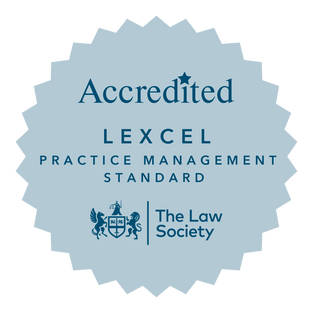 Accredited
LEXCEL
PRACTICE MANAGEMENT
STANDARD
The Law
Society